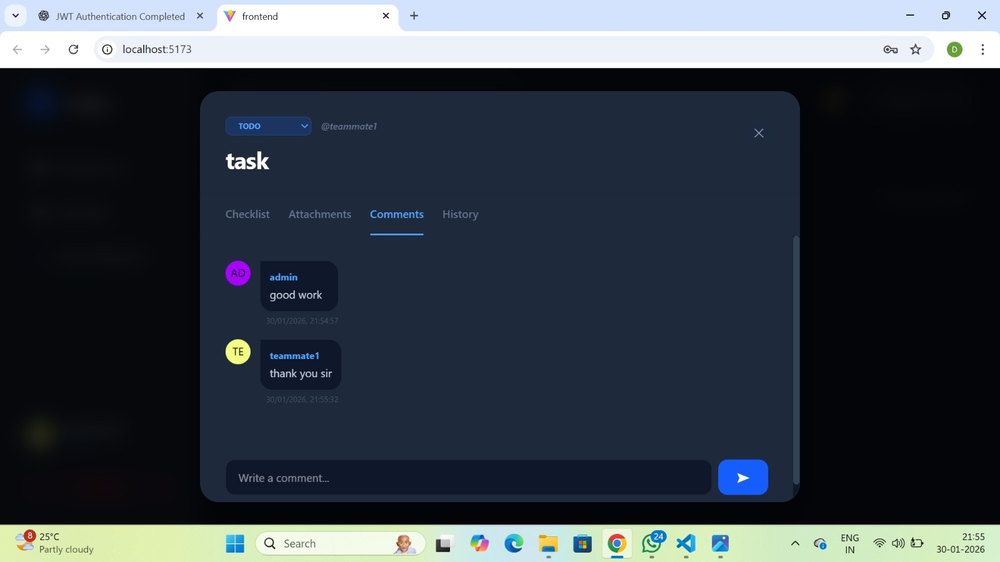 JWT Authentication Completed
frontend
localhost:5173
D
TODO
@teammate1
task
Checklist Attachments Comments History
AD
admin
good work
30/01/2026, 21:54:57
TE
teammate1
thank you sir
30/01/2026, 21:55:32
Write a comment...
8
25°C
Partly cloudy
Search
24
ENG
IN
21:55
30-01-2026